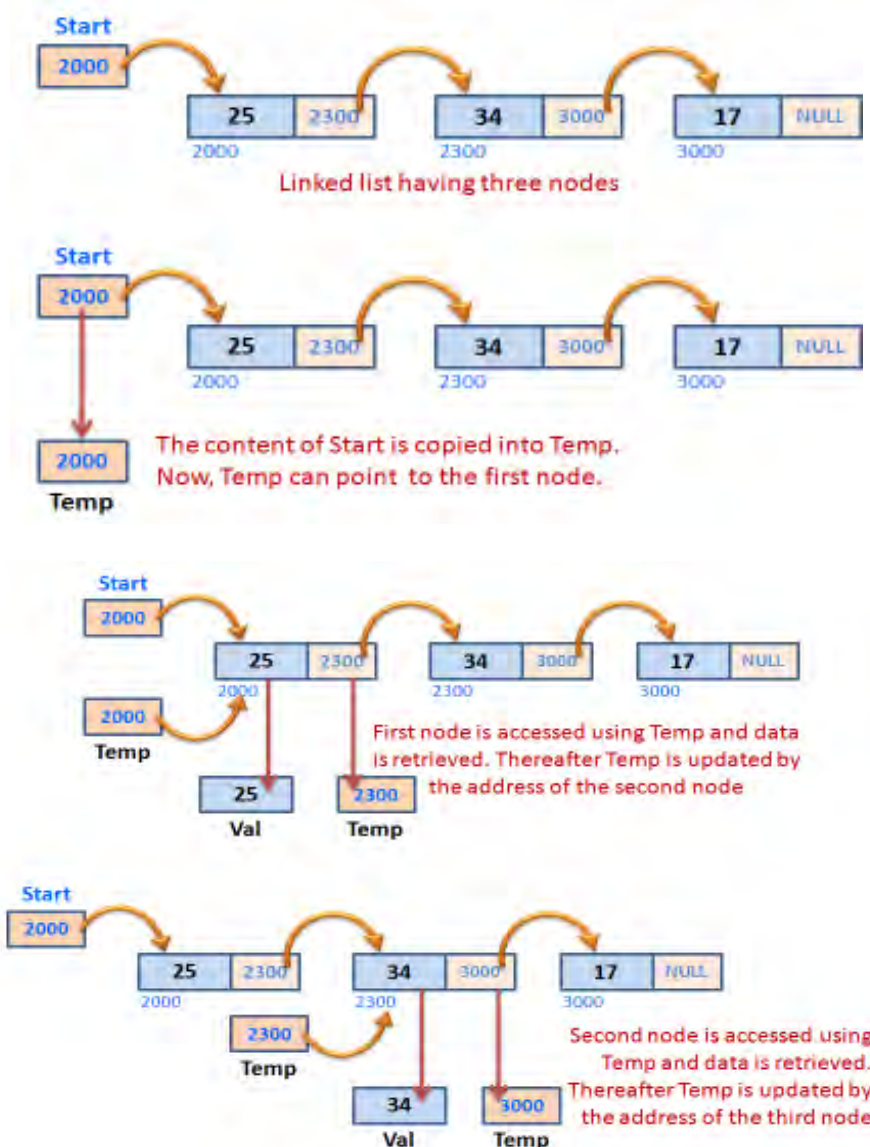 Start
2000
25 2300 34 3000 17 NULL
2000 2300 3000
Linked list having three nodes
Start
2000
25 2300 34 3000 17 NULL
2000 2300 3000
2000
Temp
The content of Start is copied into Temp.
Now, Temp can point to the first node.
Start
2000
25 2300 34 3000 17 NULL
2000 2300 3000
2000
Temp
First node is accessed using Temp and data
is retrieved. Thereafter Temp is updated by
the address of the second node
25 2300
Val Temp
Start
2000
25 2300 34 3000 17 NULL
2000 2300 3000
2300
Temp
Second node is accessed using
Temp and data is retrieved.
Thereafter Temp is updated by
the address of the third node
34 3000
Val Temp